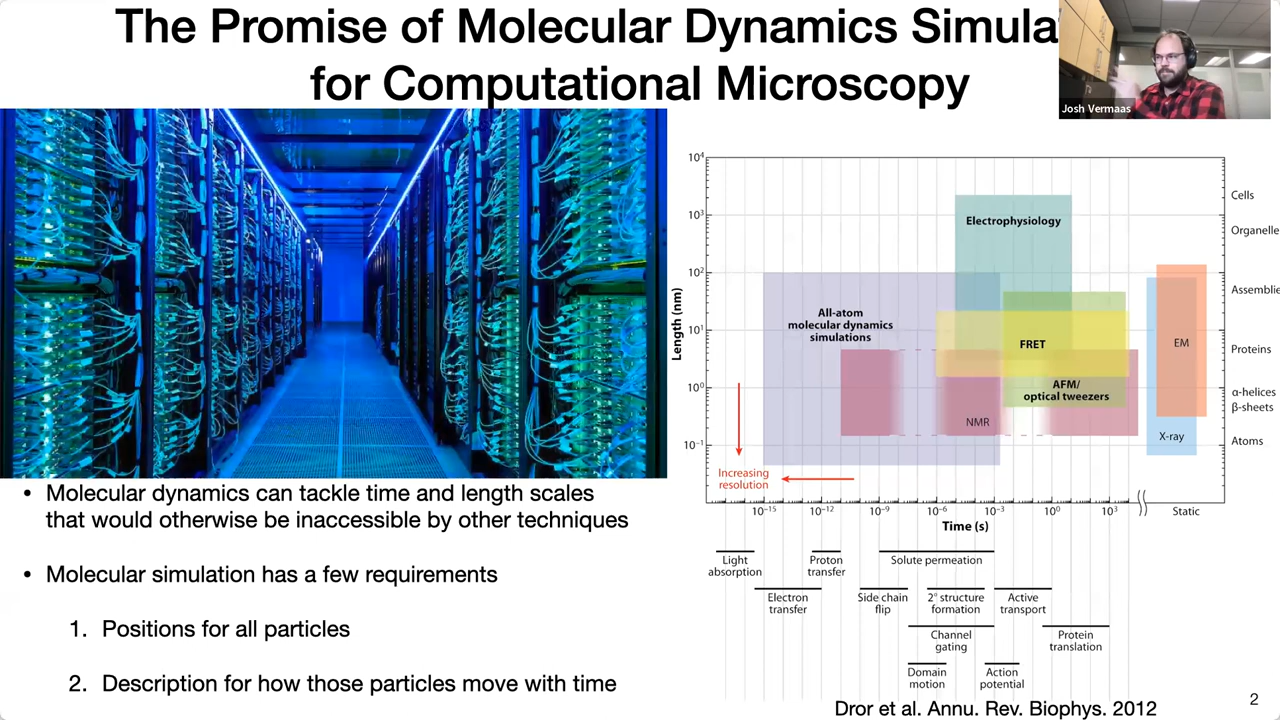 The Promise of Molecular Dynamics Simula
for Computational Microscopy
Josh Vermaas
• Molecular dynamics can tackle time and length scales
that would otherwise be inaccessible by other techniques
• Molecular simulation has a few requirements
1. Positions for all particles
2. Description for how those particles move with time
Length (nm)
10⁴
10³
10²
10¹
10⁰
10⁻¹
Electrophysiology
All-atom
molecular dynamics
simulations
FRET
AFM/
optical tweezers
NMR
EM
X-ray
Increasing
resolution
Cells
Organelle
Assemblie
Proteins
α-helices
β-sheets
Atoms
10⁻¹⁵ 10⁻¹² 10⁻⁹ 10⁻⁶ 10⁻³ 10⁰ 10³ Static
Time (s)
Light
absorption
Proton
transfer
Solute permeation
Electron
transfer
Side chain
flip
2° structure
formation
Active
transport
Channel
gating
Protein
translation
Domain
motion
Action
potential
Dror et al. Annu. Rev. Biophys. 2012
2